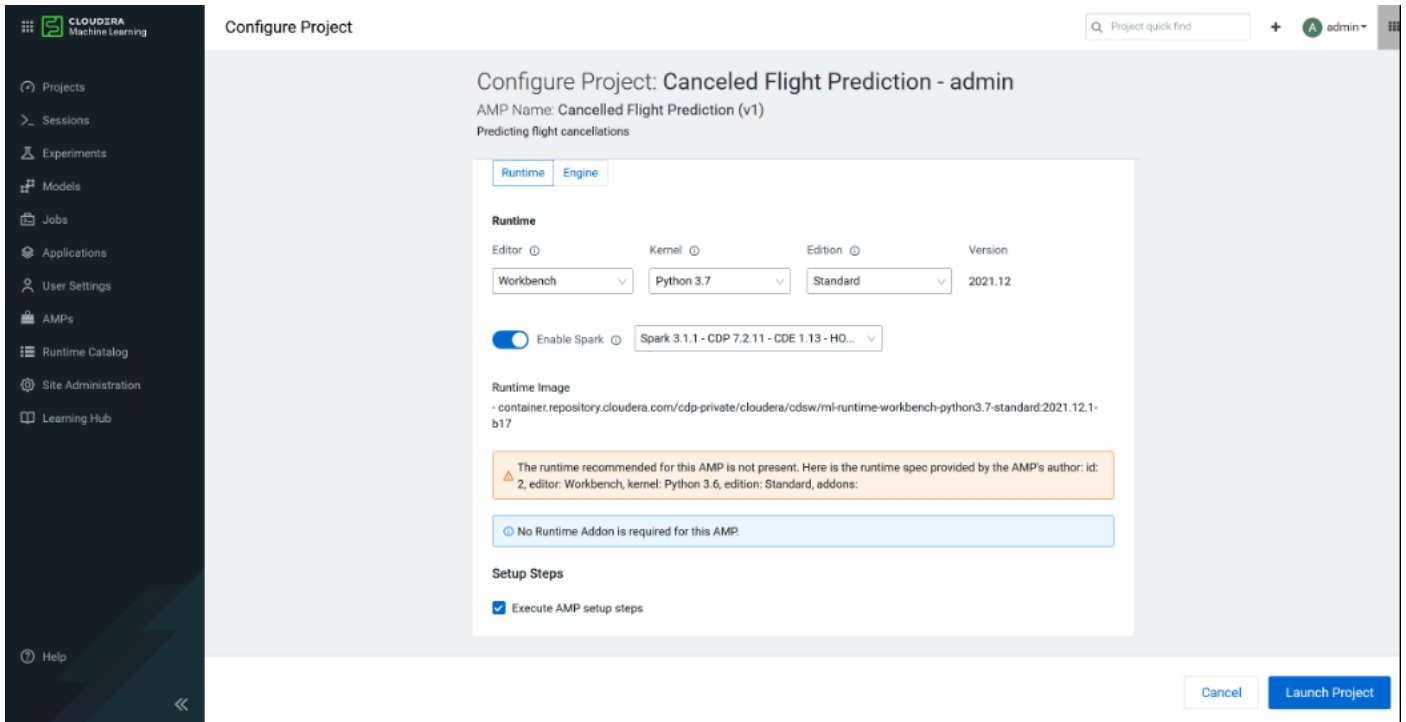 CLOUDERA
Machine Learning
Configure Project
Project quick find
+
A
admin
Projects
Sessions
Experiments
Models
Jobs
Applications
User Settings
AMPs
Runtime Catalog
Site Administration
Learning Hub
Help
Configure Project: Canceled Flight Prediction - admin
AMP Name: Cancelled Flight Prediction (v1)
Predicting flight cancellations
Runtime
Engine
Runtime
Editor
Kernel
Edition
Version
Workbench
Python 3.7
Standard
2021.12
Enable Spark
Spark 3.1.1 - CDP 7.2.11 - CDE 1.13 - HO...
Runtime Image
- container.repository.cloudera.com/cdp-private/cloudera/cdsw/ml-runtime-workbench-python3.7-standard:2021.12.1-
b17
The runtime recommended for this AMP is not present. Here is the runtime spec provided by the AMP's author: id:
2, editor: Workbench, kernel: Python 3.6, edition: Standard, addons:
No Runtime Addon is required for this AMP.
Setup Steps
Execute AMP setup steps
Cancel
Launch Project